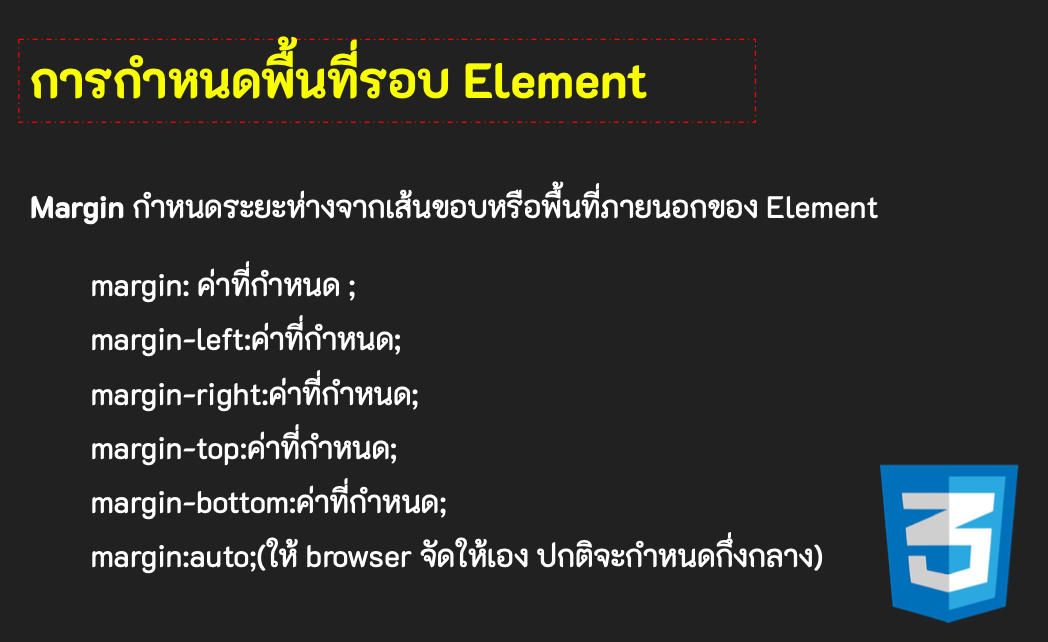 การกำหนดพื้นที่รอบ Element
Margin กำหนดระยะห่างจากเส้นขอบหรือพื้นที่ภายนอกของ Element
margin: ค่าที่กำหนด ;
margin-left:ค่าที่กำหนด;
margin-right:ค่าที่กำหนด;
margin-top:ค่าที่กำหนด;
margin-bottom:ค่าที่กำหนด;
margin:auto;(ให้ browser จัดให้เอง ปกติจะกำหนดกึ่งกลาง)
3